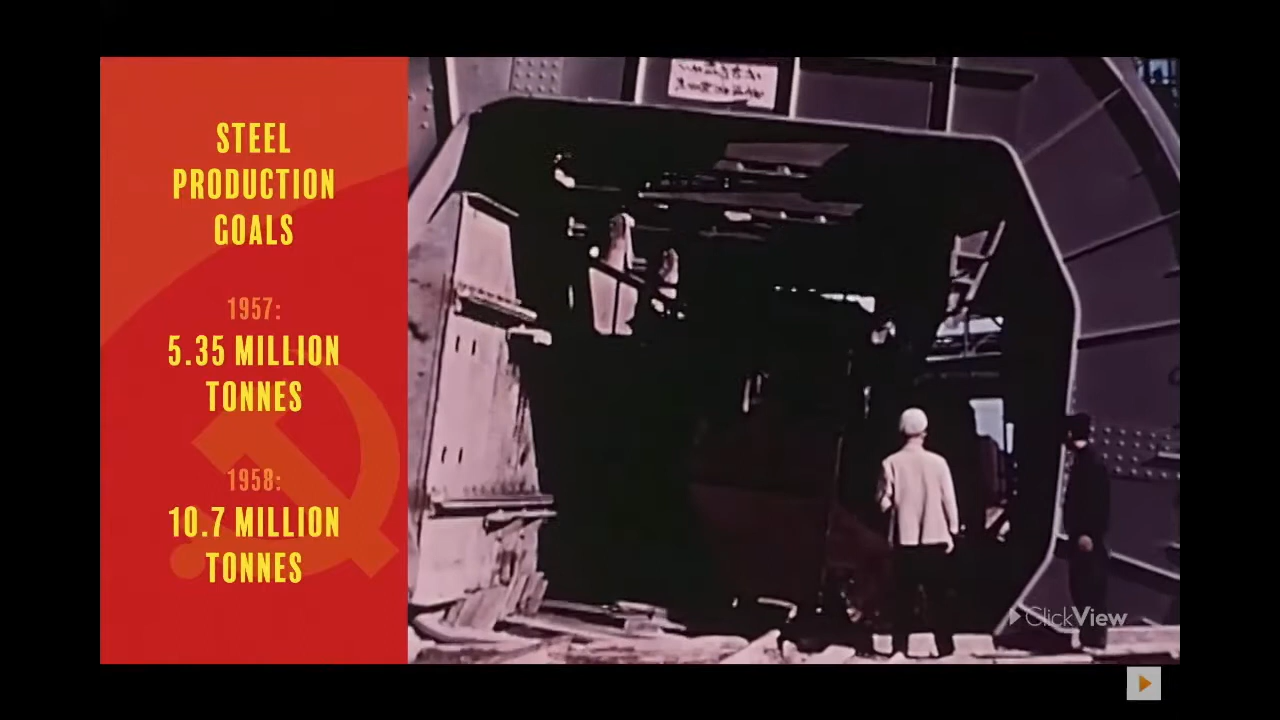 STEEL
PRODUCTION
GOALS
1957:
5.35 MILLION
TONNES
1958:
10.7 MILLION
TONNES
ClickView